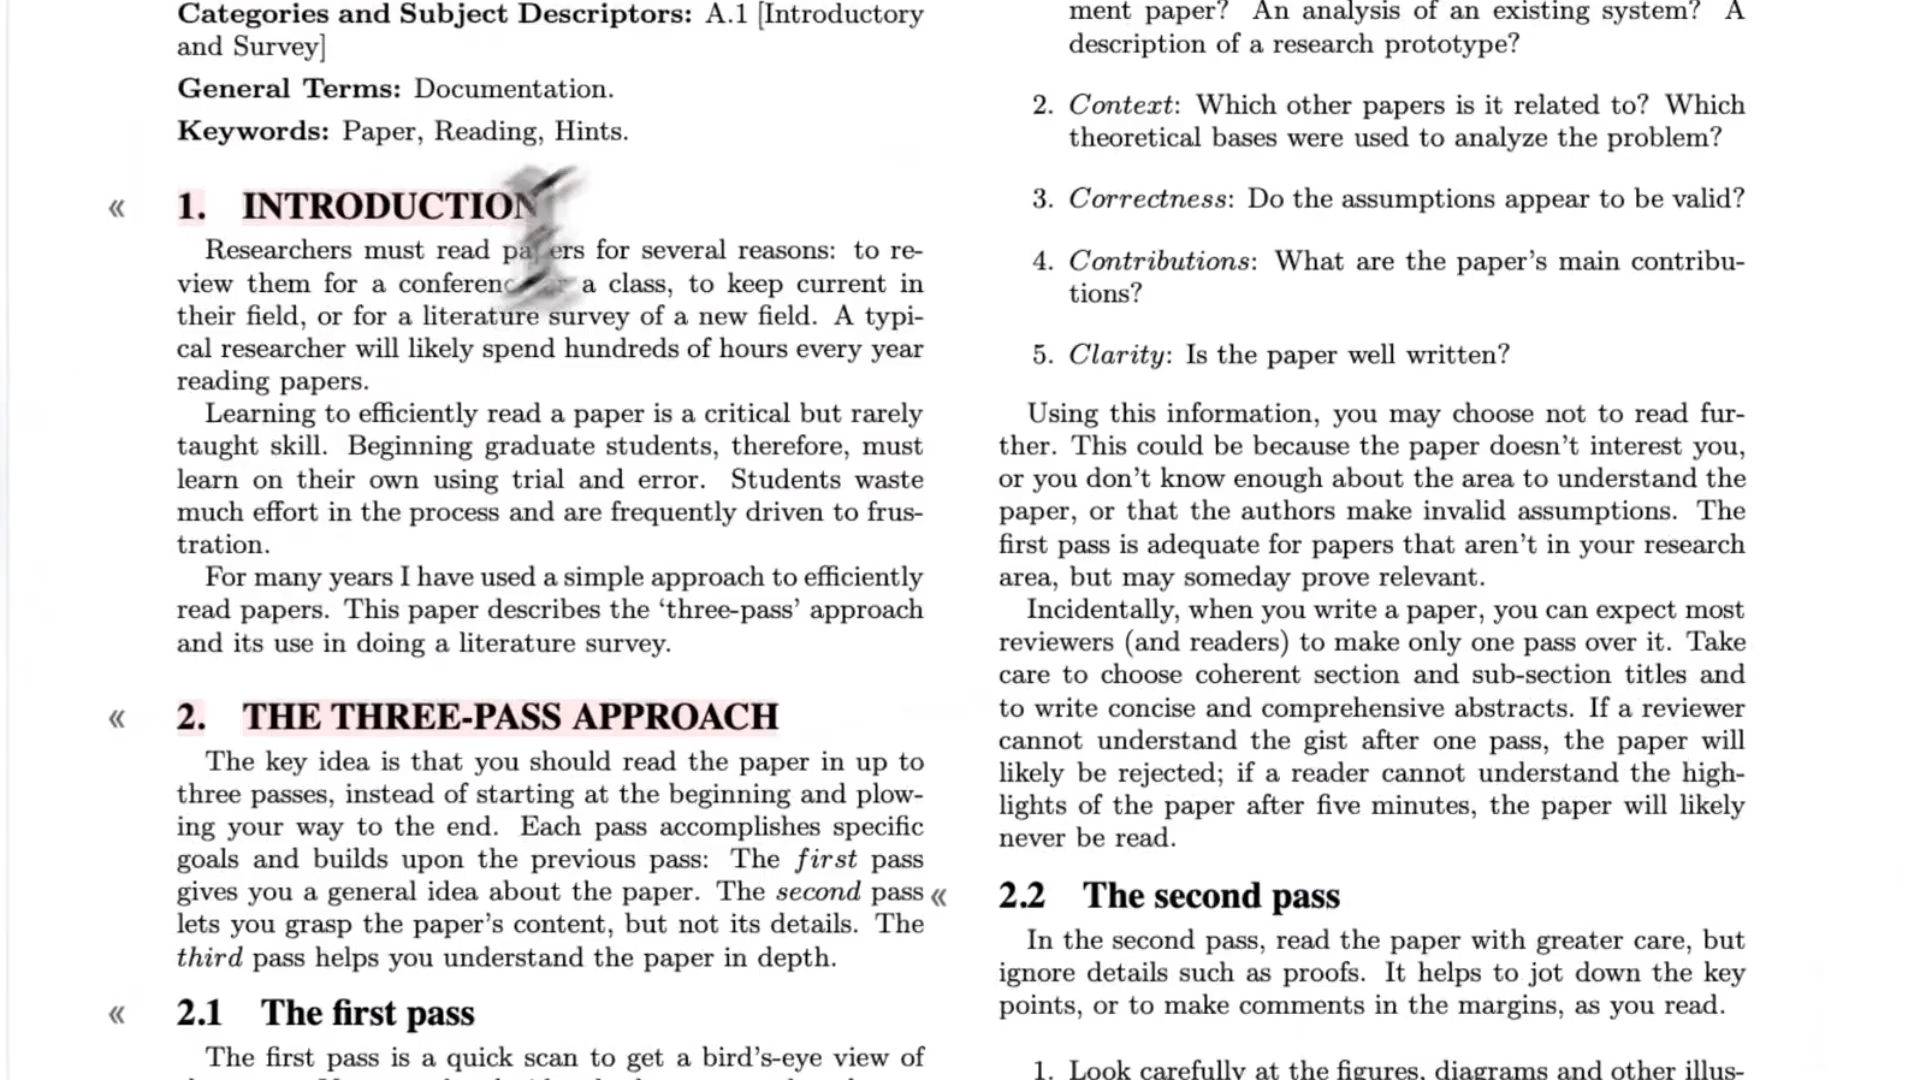 Categories and Subject Descriptors: A.1 [Introductory
and Survey]
General Terms: Documentation.
Keywords: Paper, Reading, Hints.
« 1. INTRODUCTION
Researchers must read papers for several reasons: to re-
view them for a conference a class, to keep current in
their field, or for a literature survey of a new field. A typi-
cal researcher will likely spend hundreds of hours every year
reading papers.
Learning to efficiently read a paper is a critical but rarely
taught skill. Beginning graduate students, therefore, must
learn on their own using trial and error. Students waste
much effort in the process and are frequently driven to frus-
tration.
For many years I have used a simple approach to efficiently
read papers. This paper describes the ‘three-pass’ approach
and its use in doing a literature survey.
« 2. THE THREE-PASS APPROACH
The key idea is that you should read the paper in up to
three passes, instead of starting at the beginning and plow-
ing your way to the end. Each pass accomplishes specific
goals and builds upon the previous pass: The first pass
gives you a general idea about the paper. The second pass
lets you grasp the paper’s content, but not its details. The
third pass helps you understand the paper in depth.
« 2.1 The first pass
The first pass is a quick scan to get a bird’s-eye view of
ment paper? An analysis of an existing system? A
description of a research prototype?
2. Context: Which other papers is it related to? Which
theoretical bases were used to analyze the problem?
3. Correctness: Do the assumptions appear to be valid?
4. Contributions: What are the paper’s main contribu-
tions?
5. Clarity: Is the paper well written?
Using this information, you may choose not to read fur-
ther. This could be because the paper doesn’t interest you,
or you don’t know enough about the area to understand the
paper, or that the authors make invalid assumptions. The
first pass is adequate for papers that aren’t in your research
area, but may someday prove relevant.
Incidentally, when you write a paper, you can expect most
reviewers (and readers) to make only one pass over it. Take
care to choose coherent section and sub-section titles and
to write concise and comprehensive abstracts. If a reviewer
cannot understand the gist after one pass, the paper will
likely be rejected; if a reader cannot understand the high-
lights of the paper after five minutes, the paper will likely
never be read.
« 2.2 The second pass
In the second pass, read the paper with greater care, but
ignore details such as proofs. It helps to jot down the key
points, or to make comments in the margins, as you read.
1. Look carefully at the figures, diagrams and other illus-